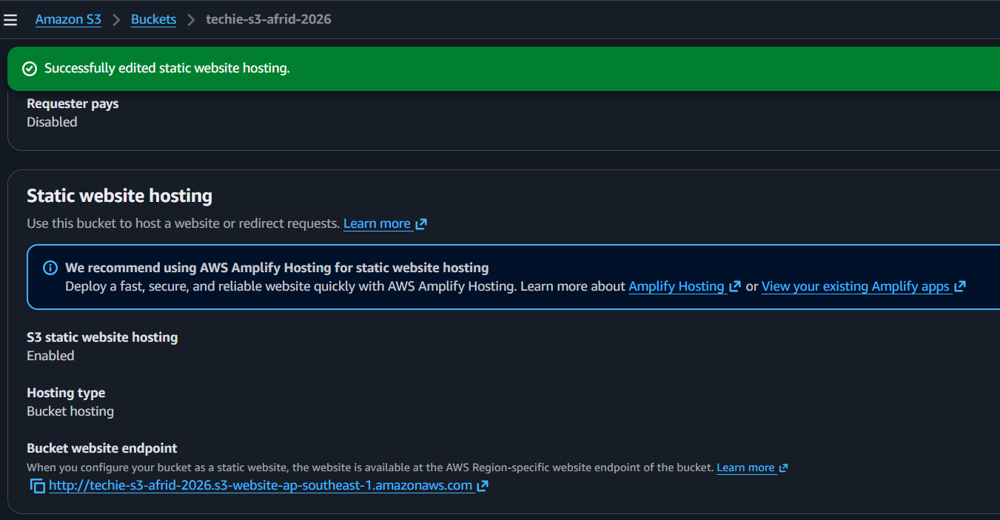 Amazon S3 > Buckets > techie-s3-afrid-2026
Successfully edited static website hosting.
Requester pays
Disabled
Static website hosting
Use this bucket to host a website or redirect requests. Learn more
We recommend using AWS Amplify Hosting for static website hosting
Deploy a fast, secure, and reliable website quickly with AWS Amplify Hosting. Learn more about Amplify Hosting or View your existing Amplify apps
S3 static website hosting
Enabled
Hosting type
Bucket hosting
Bucket website endpoint
When you configure your bucket as a static website, the website is available at the AWS Region-specific website endpoint of the bucket. Learn more
http://techie-s3-afrid-2026.s3-website-ap-southeast-1.amazonaws.com